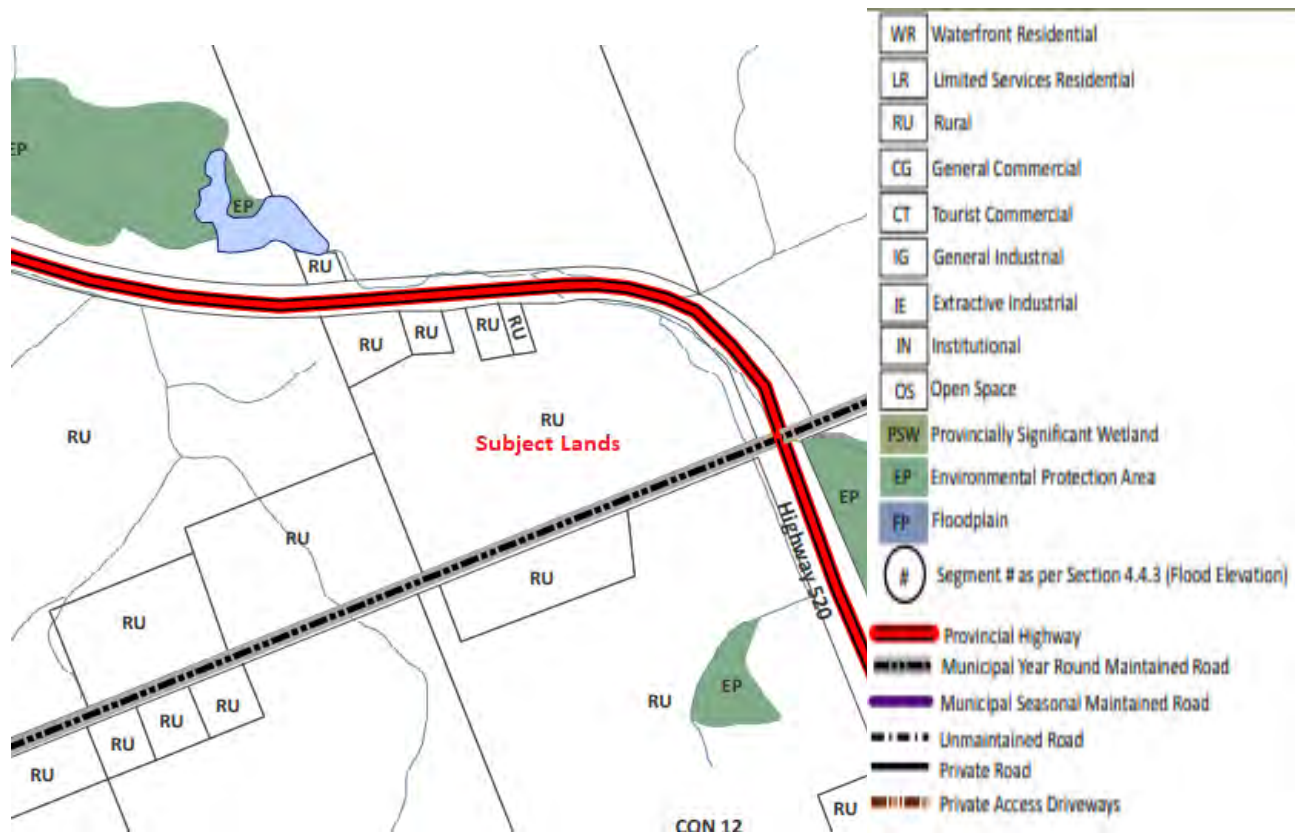 EP
EP
RU
RU
RU
RU
RU
RU
RU
Subject Lands
EP
Highway 520
RU
RU
RU
EP
RU
RU
RU
RU
RU
RU
CON 12
RU
WR Waterfront Residential
LR Limited Services Residential
RU Rural
CG General Commercial
CT Tourist Commercial
IG General Industrial
IE Extractive Industrial
IN Institutional
OS Open Space
PSW Provincially Significant Wetland
EP Environmental Protection Area
FP Floodplain
# Segment # as per Section 4.4.3 (Flood Elevation)
Provincial Highway
Municipal Year Round Maintained Road
Municipal Seasonal Maintained Road
Unmaintained Road
Private Road
Private Access Driveways